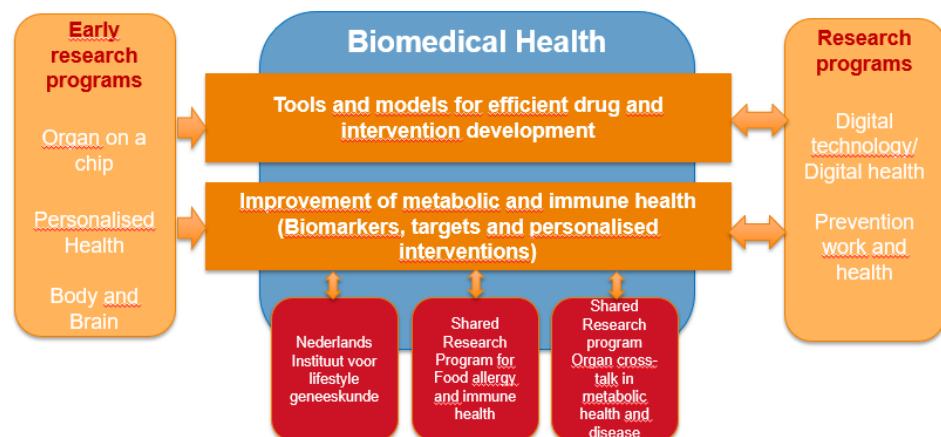 Early
research
programs
Organ on a
chip
Personalised
Health
Body and
Brain
Biomedical Health
Tools and models for efficient drug and
intervention development
Improvement of metabolic and immune health
(Biomarkers, targets and personalised
interventions)
Nederlands
Instituut voor
lifestyle
geneeskunde
Shared
Research
Program for
Food allergy
and immune
health
Shared
Research
program
Organ cross-
talk in
metabolic
health and
disease
Research
programs
Digital
technology/
Digital health
Prevention
work and
health